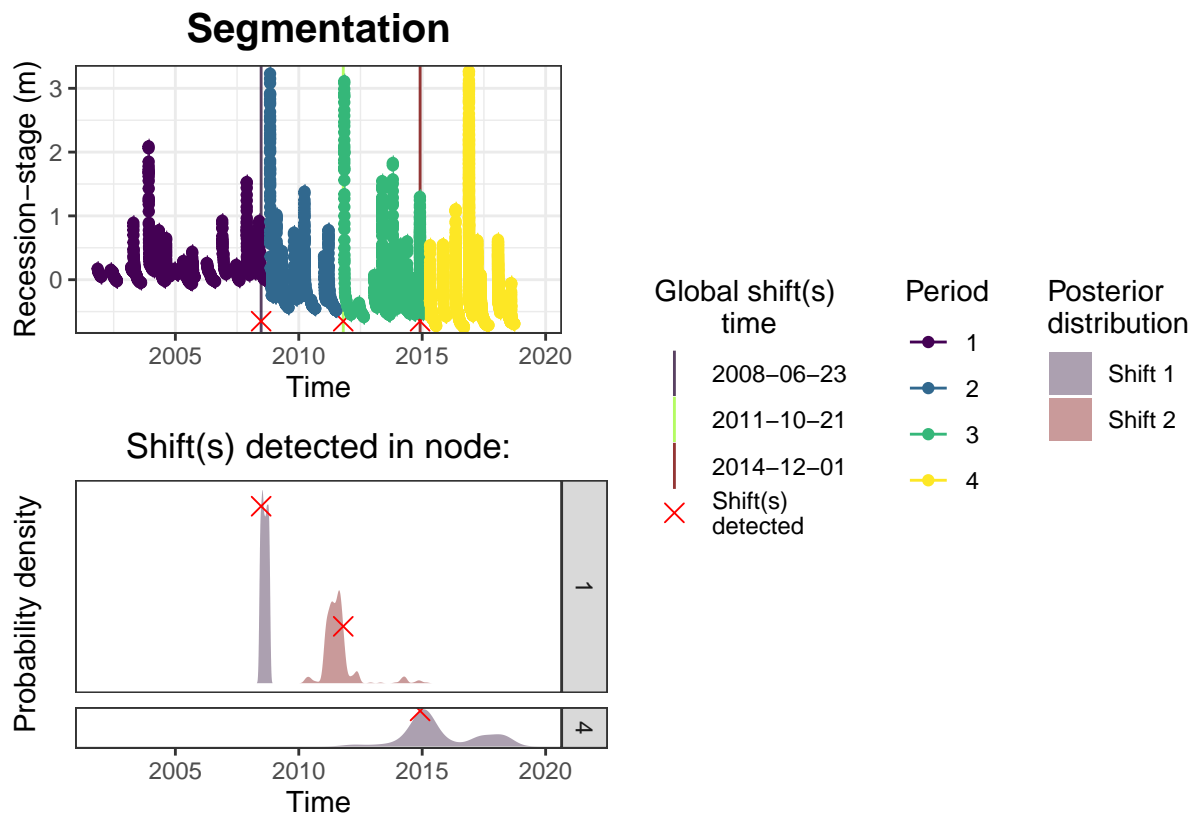 Segmentation
Recession−stage (m)
3
2
1
0
2005 2010 2015 2020
Time
Shift(s) detected in node:
Probability density
1
4
2005 2010 2015 2020
Time
Global shift(s)
time
2008−06−23
2011−10−21
2014−12−01
Shift(s)
detected
Period
1
2
3
4
Posterior
distribution
Shift 1
Shift 2